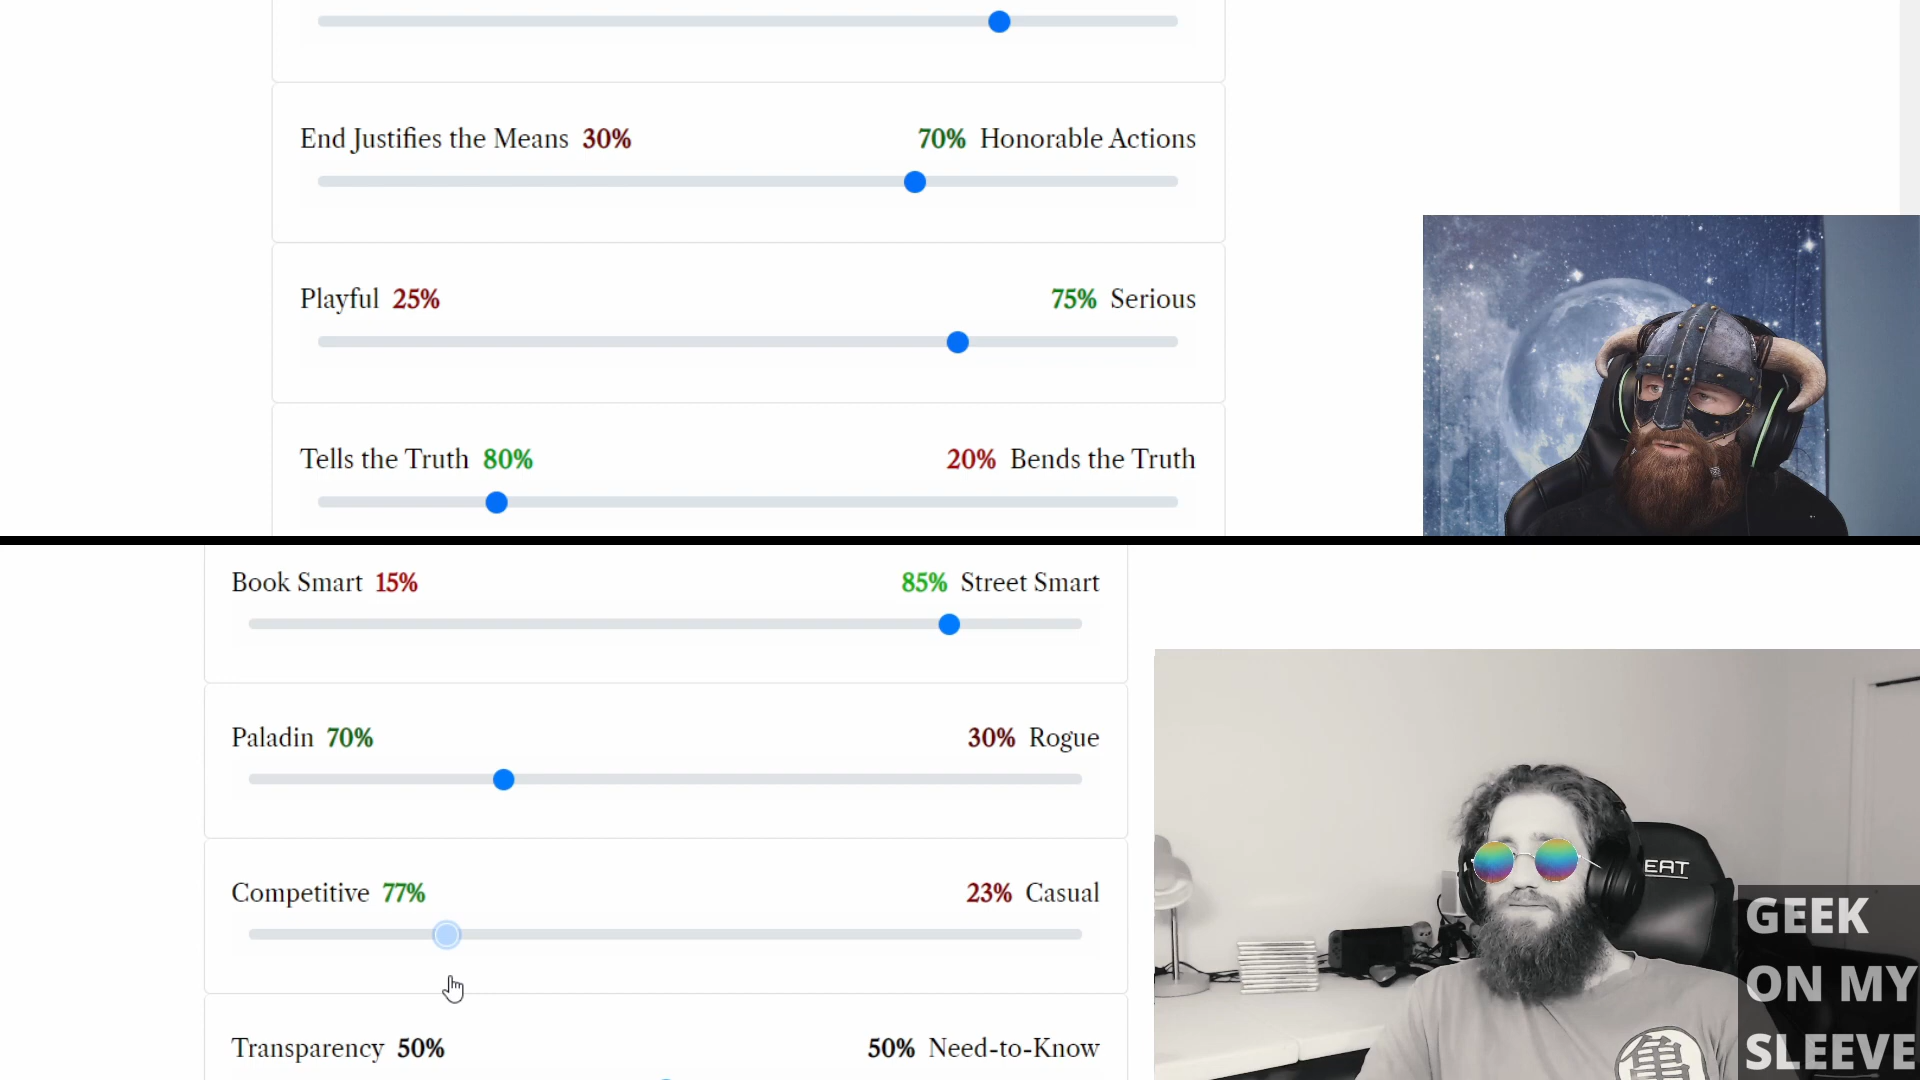 End Justifies the Means 30% 70% Honorable Actions
Playful 25% 75% Serious
Tells the Truth 80% 20% Bends the Truth
Book Smart 15% 85% Street Smart
Paladin 70% 30% Rogue
Competitive 77% 23% Casual
EAT
GEEK
ON MY
SLEEVE
亀
Transparency 50% 50% Need-to-Know